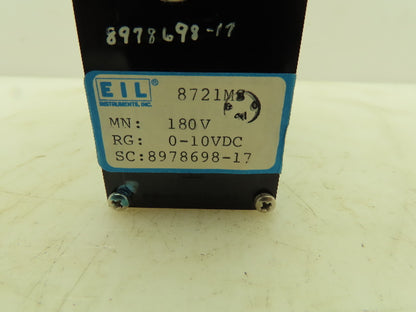 8978698-17
EIL®
INSTRUMENTS, INC.
8721MS
MN: 180V
RG: 0-10VDC
SC:8978698-17